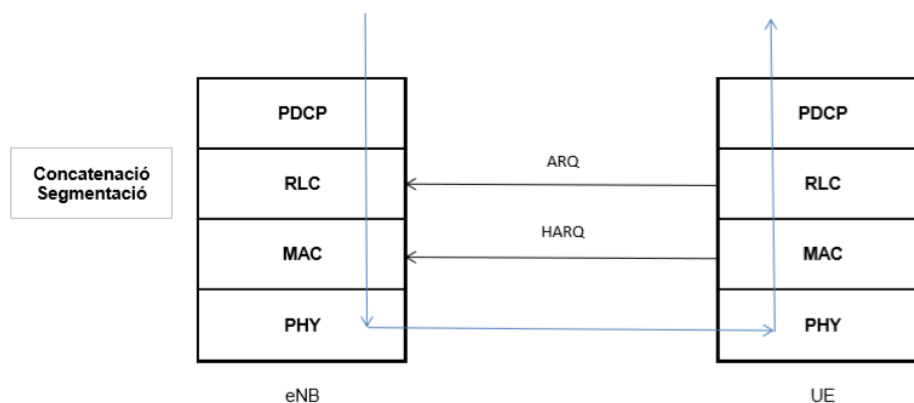 PDCP
PDCP
Concatenació
Segmentació
RLC
ARQ
RLC
MAC
HARQ
MAC
PHY
PHY
eNB
UE